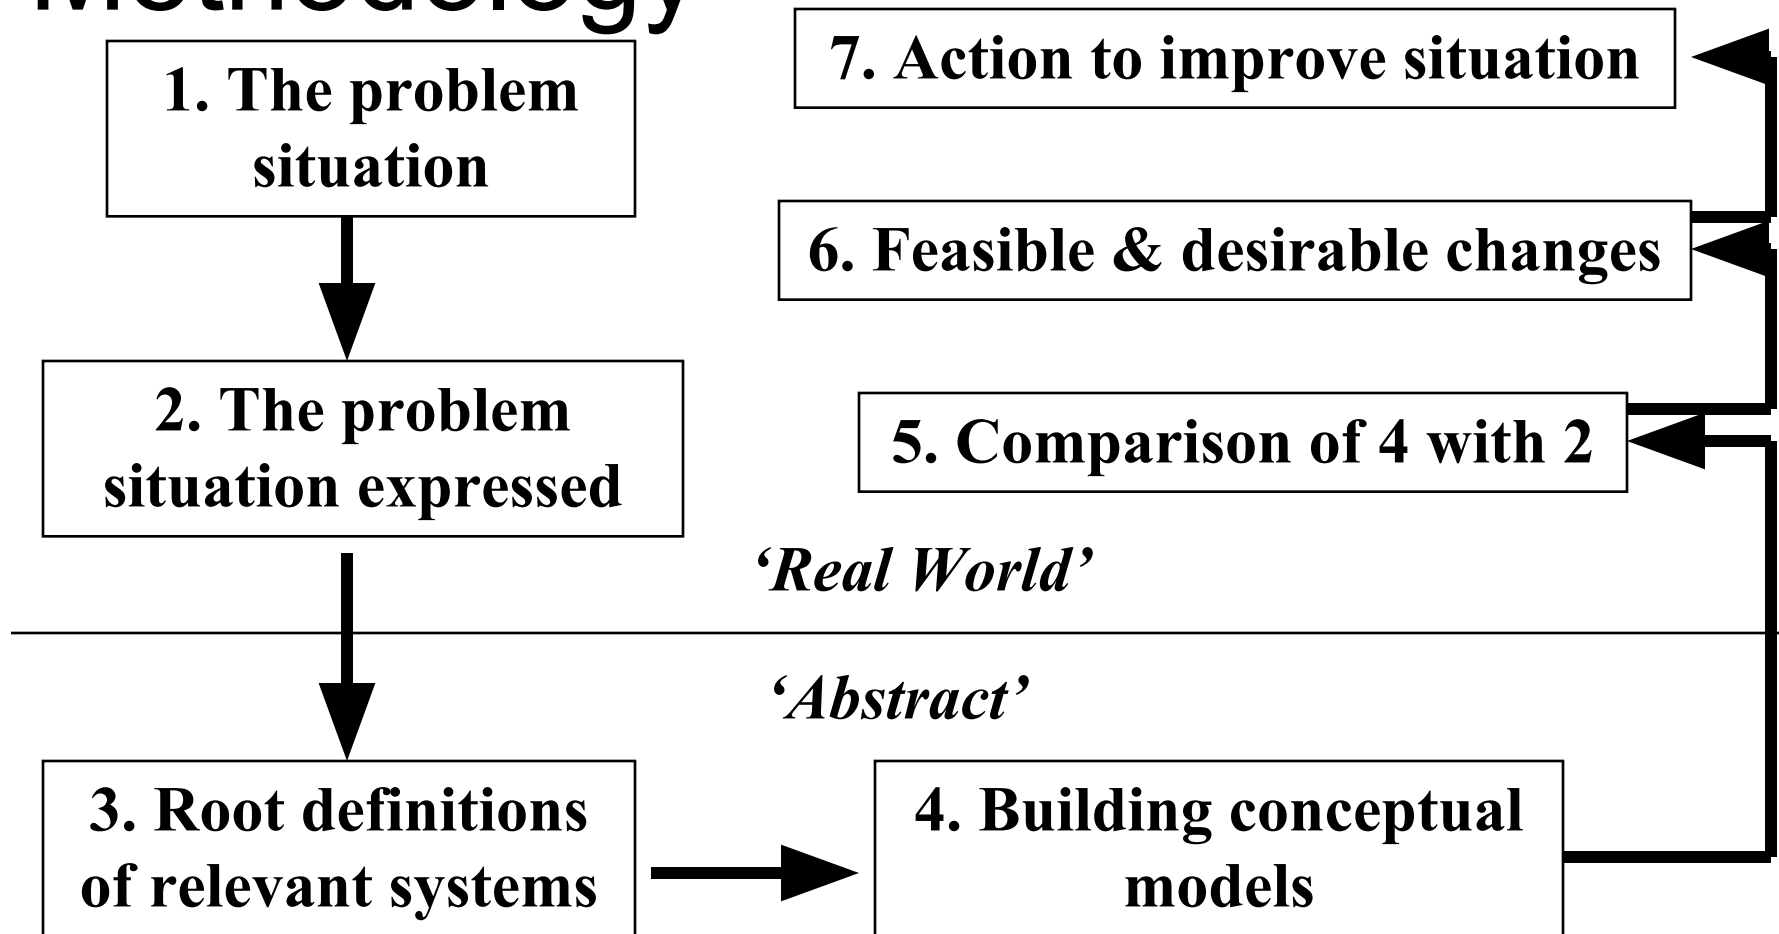 Methodology
1. The problem
situation
2. The problem
situation expressed
3. Root definitions
of relevant systems
4. Building conceptual
models
5. Comparison of 4 with 2
6. Feasible & desirable changes
7. Action to improve situation
‘Real World’
‘Abstract’